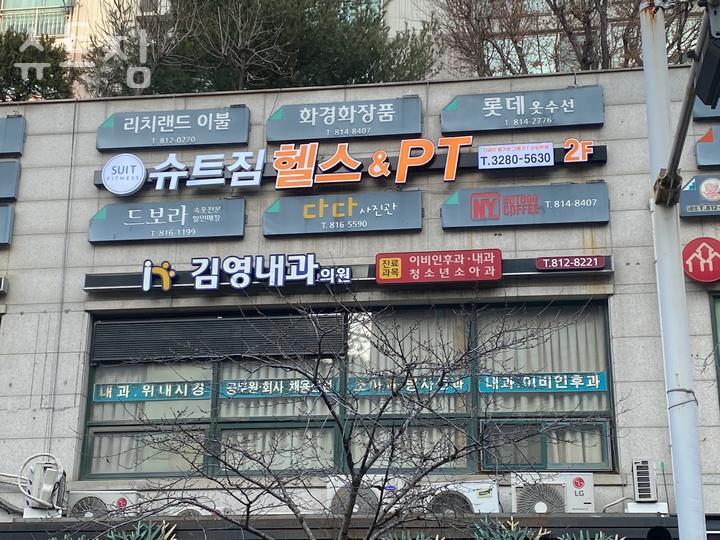 슈트짐
리치랜드 이불
T. 812-0270
화경화장품
T. 814-8407
롯데 옷수선
T. 814-2776
SUIT
FITNESS
슈트짐 헬스&PT
T.3280-5630
2F
드보라 속옷전문
할인매장
T. 816-1199
다다 사진관
T. 816-5590
NY HOTDOG
COFFEE
T. 814-8407
김영내과의원
진료
과목
이비인후과·내과
청소년소아과
T.812-8221
내과.위내시경
공무원.회사 채용
내과.이비인후과
LG